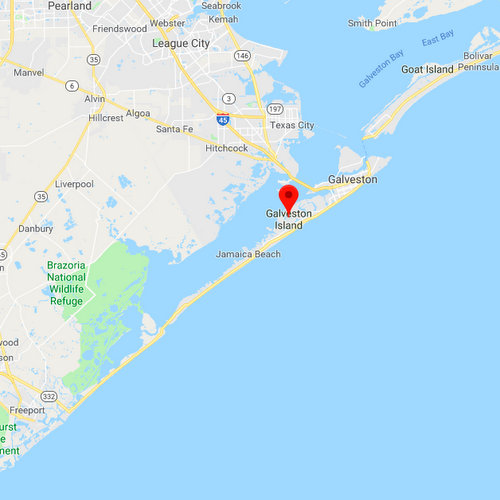 Pearland
Seabrook
Kemah
Friendswood
Webster
League City
Smith Point
East Bay
Galveston Bay
Bolivar
Peninsula
Goat Island
Manvel
35
146
6
Alvin
3
197
Algoa
Hillcrest
45
Santa Fe
Texas City
Hitchcock
Liverpool
Galveston
35
Galveston
Island
Danbury
Jamaica Beach
35
Brazoria
National
Wildlife
Refuge
wood
son
332
Freeport
urst
e
ment